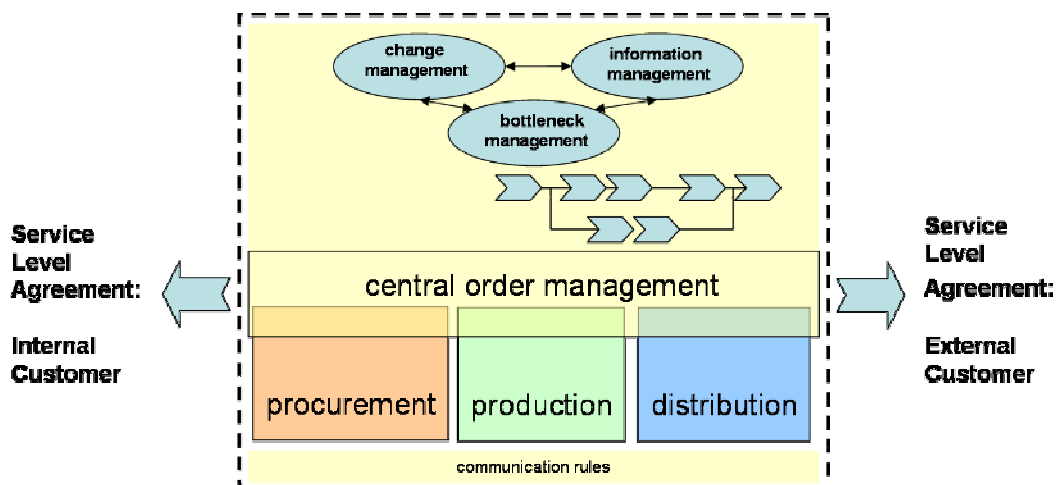 change
management
information
management
bottleneck
management
Service
Level
Agreement:
Internal
Customer
central order management
Service
Level
Agreement:
External
Customer
procurement
production
distribution
communication rules